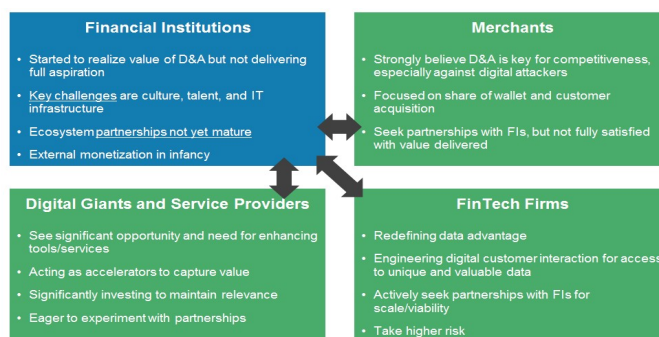 Financial Institutions
• Started to realize value of D&A but not delivering
full aspiration
• Key challenges are culture, talent, and IT
infrastructure
• Ecosystem partnerships not yet mature
• External monetization in infancy
Merchants
• Strongly believe D&A is key for competitiveness,
especially against digital attackers
• Focused on share of wallet and customer
acquisition
• Seek partnerships with FIs, but not fully satisfied
with value delivered
Digital Giants and Service Providers
• See significant opportunity and need for enhancing
tools/services
• Acting as accelerators to capture value
• Significantly investing to maintain relevance
• Eager to experiment with partnerships
FinTech Firms
• Redefining data advantage
• Engineering digital customer interaction for access
to unique and valuable data
• Actively seek partnerships with FIs for
scale/viability
• Take higher risk